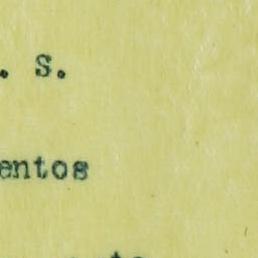 . s.
entos